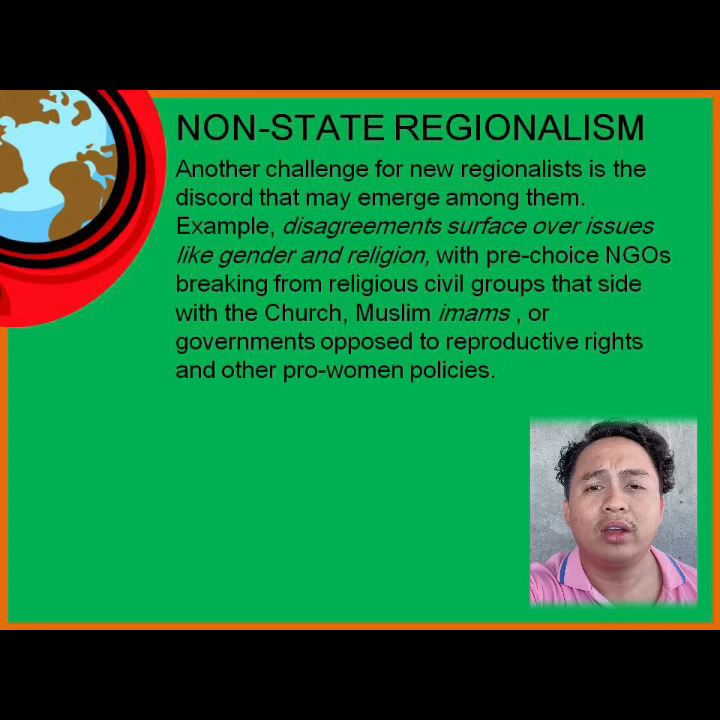 NON-STATE REGIONALISM
Another challenge for new regionalists is the
discord that may emerge among them.
Example, disagreements surface over issues
like gender and religion, with pre-choice NGOs
breaking from religious civil groups that side
with the Church, Muslim imams , or
governments opposed to reproductive rights
and other pro-women policies.